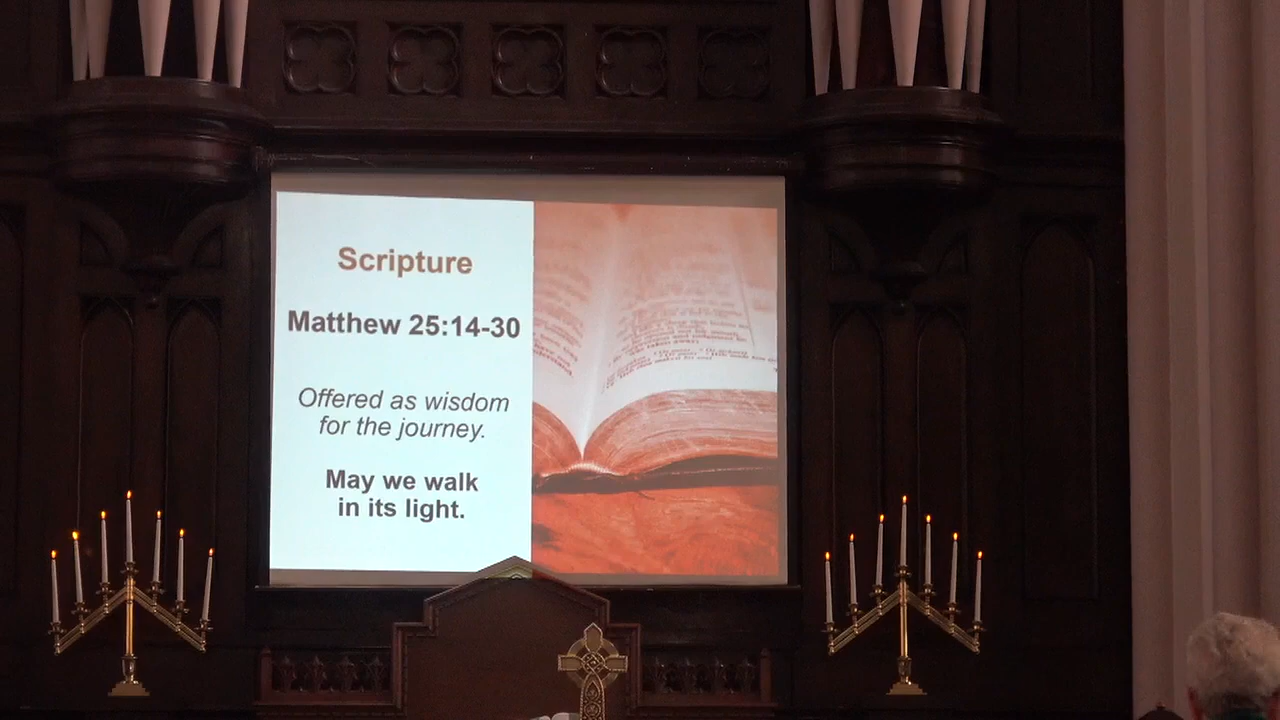 Scripture
Matthew 25:14-30
Offered as wisdom
for the journey.
May we walk
in its light.